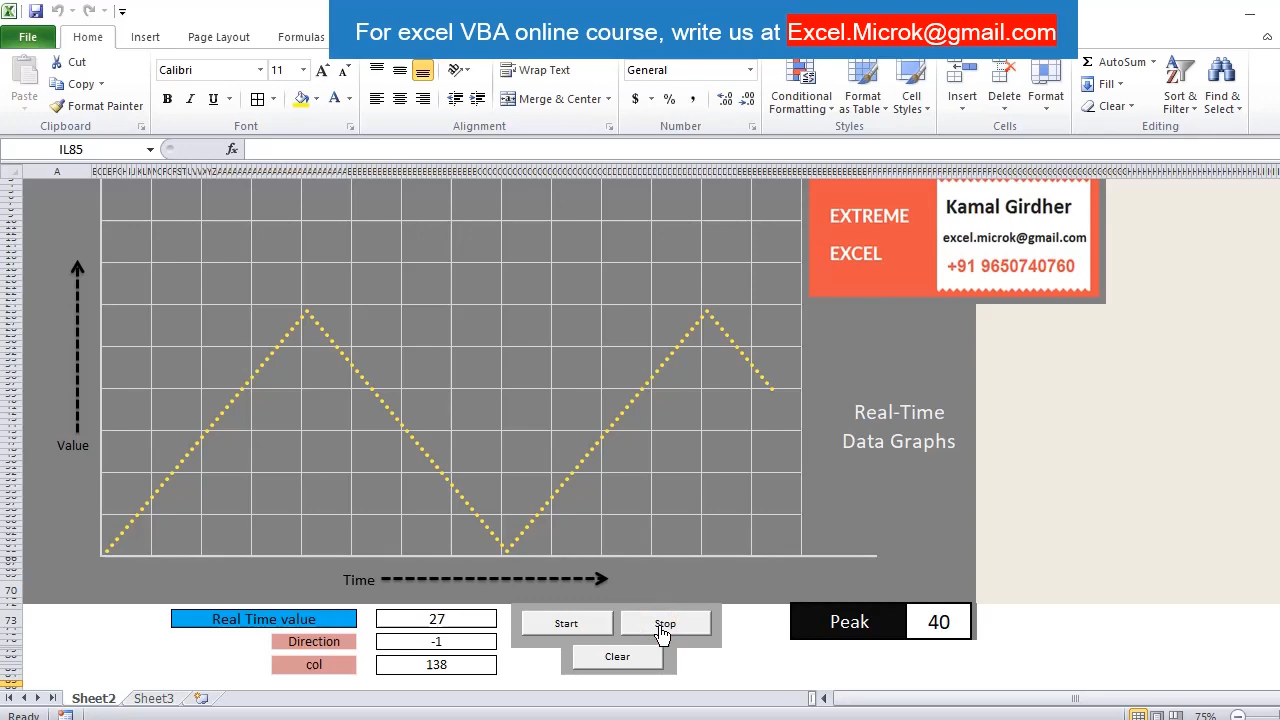 For excel VBA online course, write us at Excel.Microk@gmail.com
File Home Insert Page Layout Formulas
Paste
Cut
Copy
Format Painter
Clipboard
Calibri 11
B I U A
Font
Wrap Text
Merge & Center
Alignment
General
$ % ,
Number
Conditional Formatting
Format as Table
Cell Styles
Styles
Insert
Delete
Format
Cells
AutoSum
Fill
Clear
Sort & Filter
Find & Select
Editing
IL85 fx
A
EXTREME
EXCEL
Kamal Girdher
excel.microk@gmail.com
+91 9650740760
Value
Real-Time
Data Graphs
Time
70
73
Real Time value 27
Direction -1
col 138
Start Stop
Clear
Peak 40
Sheet2 Sheet3
Ready 75%